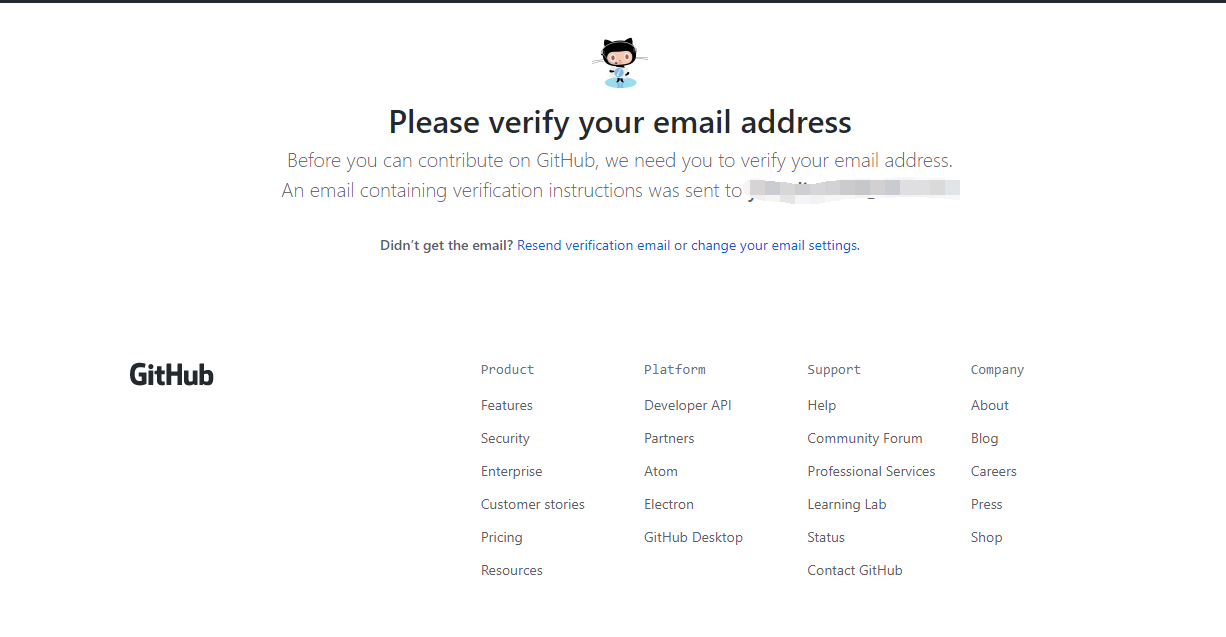 Please verify your email address
Before you can contribute on GitHub, we need you to verify your email address.
An email containing verification instructions was sent to
Didn’t get the email? Resend verification email or change your email settings.
GitHub
Product
Features
Security
Enterprise
Customer stories
Pricing
Resources
Platform
Developer API
Partners
Atom
Electron
GitHub Desktop
Support
Help
Community Forum
Professional Services
Learning Lab
Status
Contact GitHub
Company
About
Blog
Careers
Press
Shop